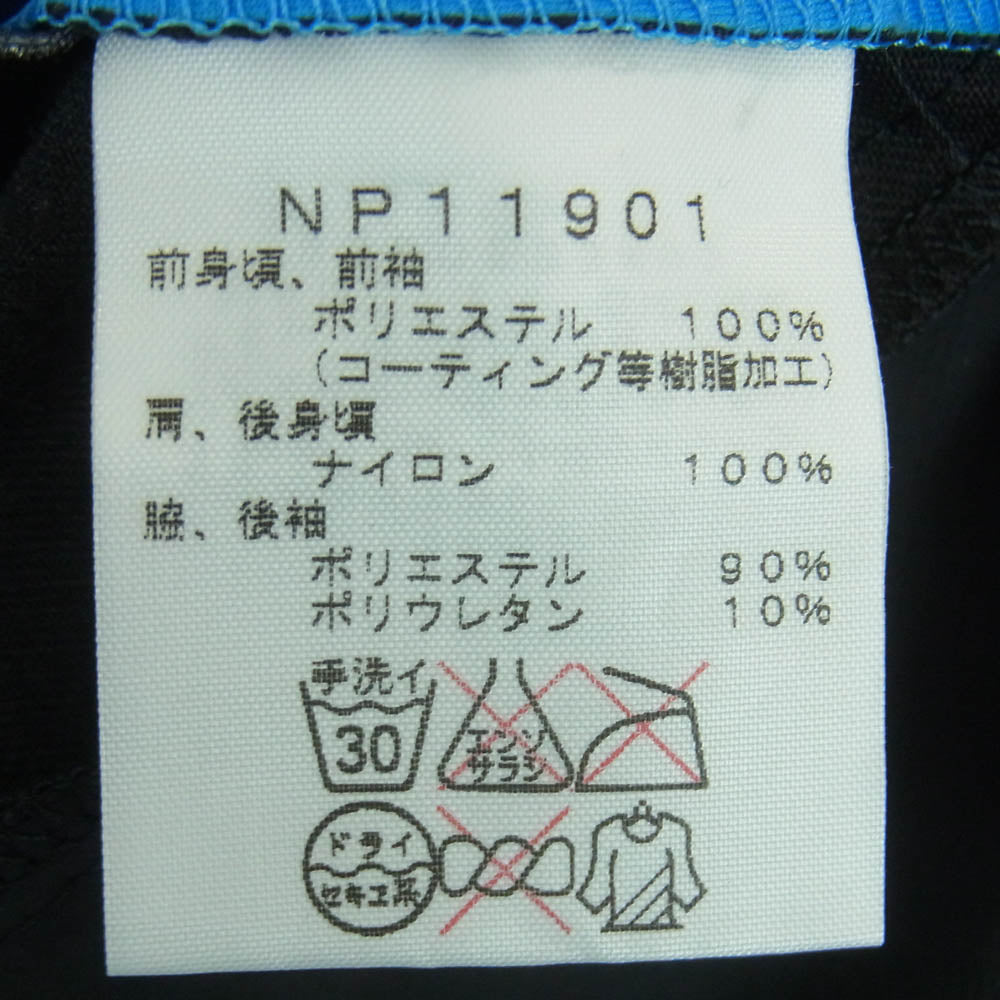 NP11901
前身頃、前袖
ポリエステル 100%
(コーティング等樹脂加工)
肩、後身頃
ナイロン 100%
脇、後袖
ポリエステル 90%
ポリウレタン 10%
手洗イ
30
エンソ
サラシ
ドライ
セキユ系